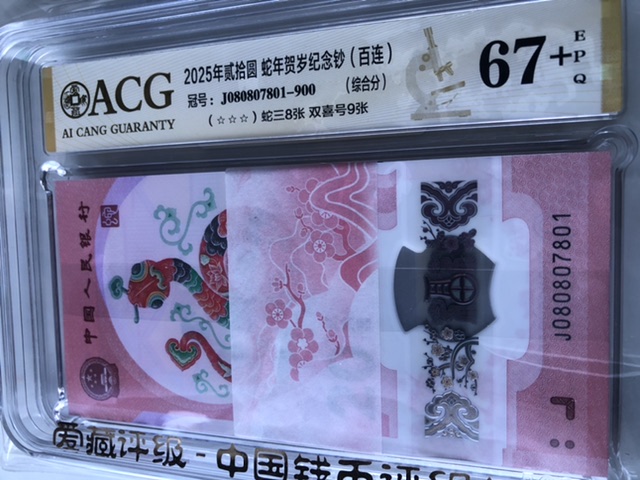 ACG
AI CANG GUARANTY
2025年贰拾圆 蛇年贺岁纪念钞（百连）
冠号：J080807801-900
（综合分）
（☆☆☆）蛇三8张 双喜号9张
67+
E
P
Q
中国人民银行
J080807801
爱藏评级-中国钱币评级